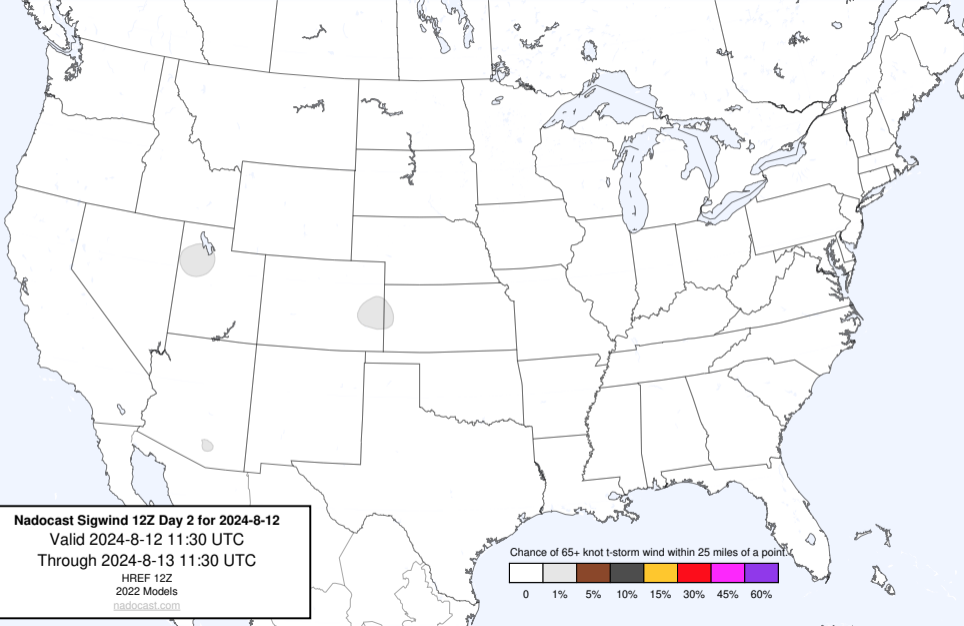 Nadocast Sigwind 12Z Day 2 for 2024-8-12
Valid 2024-8-12 11:30 UTC
Through 2024-8-13 11:30 UTC
HREF 12Z
2022 Models
nadocast.com
Chance of 65+ knot t-storm wind within 25 miles of a point.
0 1% 5% 10% 15% 30% 45% 60%